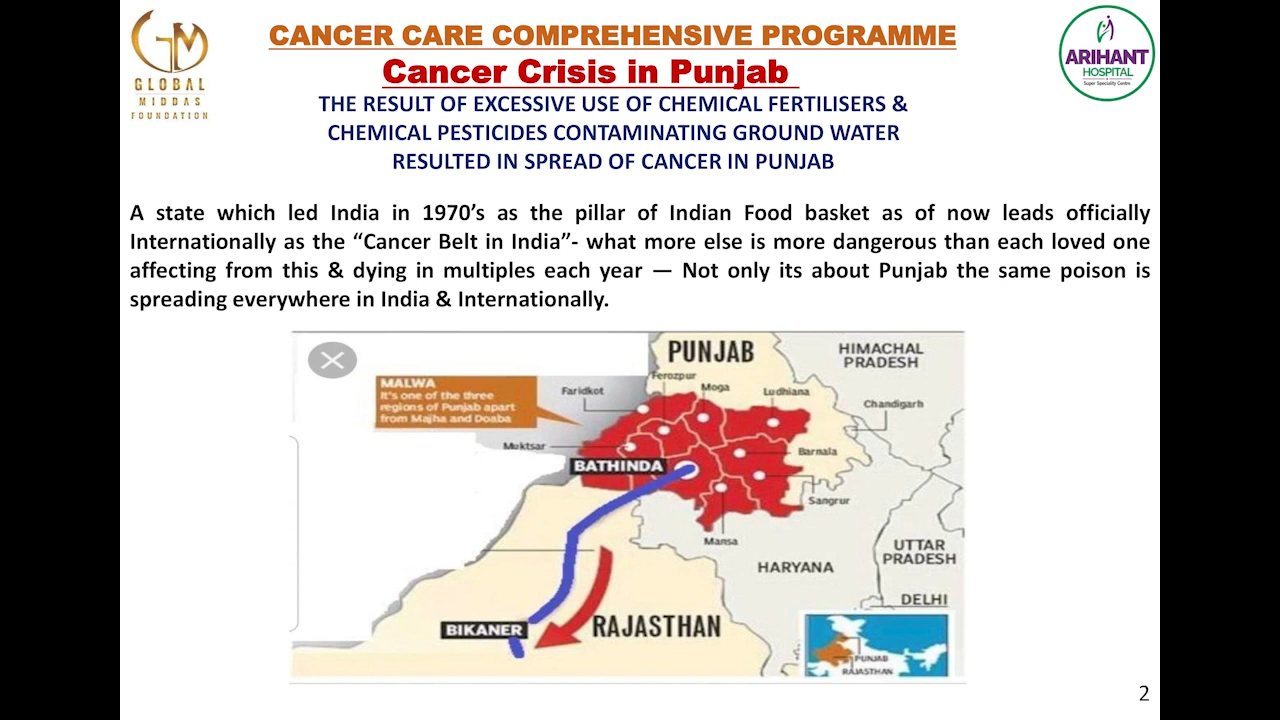 GM
GLOBAL
MIDDAS
FOUNDATION
CANCER CARE COMPREHENSIVE PROGRAMME
Cancer Crisis in Punjab
THE RESULT OF EXCESSIVE USE OF CHEMICAL FERTILISERS &
CHEMICAL PESTICIDES CONTAMINATING GROUND WATER
RESULTED IN SPREAD OF CANCER IN PUNJAB
ARIHANT
HOSPITAL
Super Speciality Centre
A state which led India in 1970's as the pillar of Indian Food basket as of now leads officially
Internationally as the “Cancer Belt in India”- what more else is more dangerous than each loved one
affecting from this & dying in multiples each year — Not only its about Punjab the same poison is
spreading everywhere in India & Internationally.
PUNJAB
HIMACHAL
PRADESH
MALWA
It's one of the three
regions of Punjab apart
from Majha and Doaba
Faridkot
Ferozpur
Moga
Ludhiana
Chandigarh
Muktsar
BATHINDA
Barnala
Sangrur
Mansa
HARYANA
UTTAR
PRADESH
DELHI
BIKANER
RAJASTHAN
PUNJAB
RAJASTHAN
2